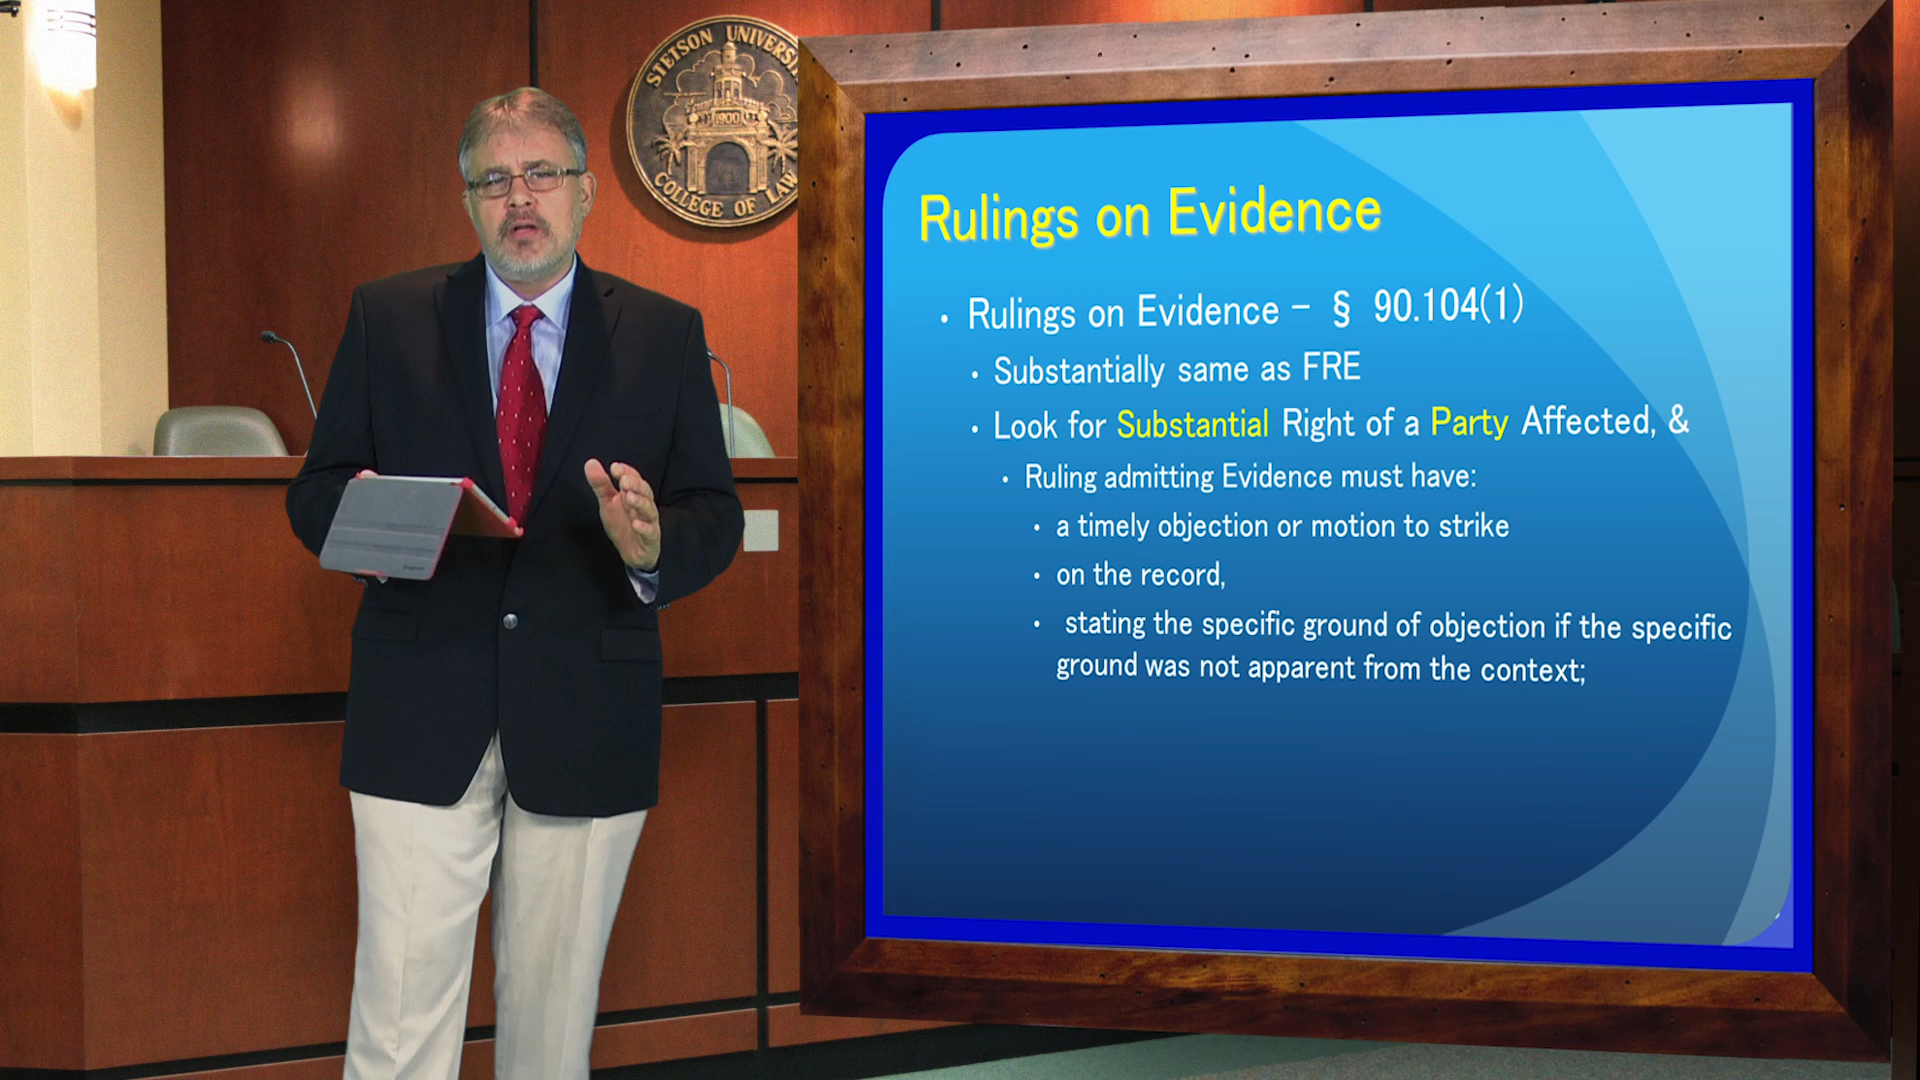 STETSON UNIVERSI
1900
COLLEGE OF LAW
Rulings on Evidence
• Rulings on Evidence – § 90.104(1)
• Substantially same as FRE
• Look for Substantial Right of a Party Affected, &
• Ruling admitting Evidence must have:
• a timely objection or motion to strike
• on the record,
• stating the specific ground of objection if the specific
ground was not apparent from the context;